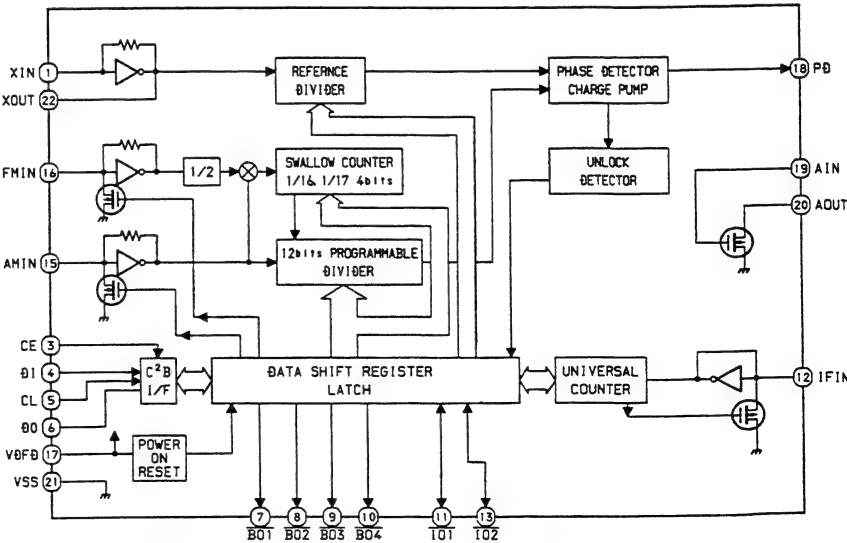 XIN 1
XOUT 22
REFERNCE
DIVIDER
PHASE DETECTOR
CHARGE PUMP
18 PD
FMIN 16
1/2
SWALLOW COUNTER
1/16, 1/17 4bits
UNLOCK
DETECTOR
19 AIN
20 AOUT
AMIN 15
12bits PROGRAMMABLE
DIVIDER
CE 3
DI 4
CL 5
DO 6
C²B
I/F
DATA SHIFT REGISTER
LATCH
UNIVERSAL
COUNTER
12 IFIN
VDFD 17
POWER
ON
RESET
VSS 21
7 8 9 10 11 13
BO1 BO2 BO3 BO4 IO1 IO2